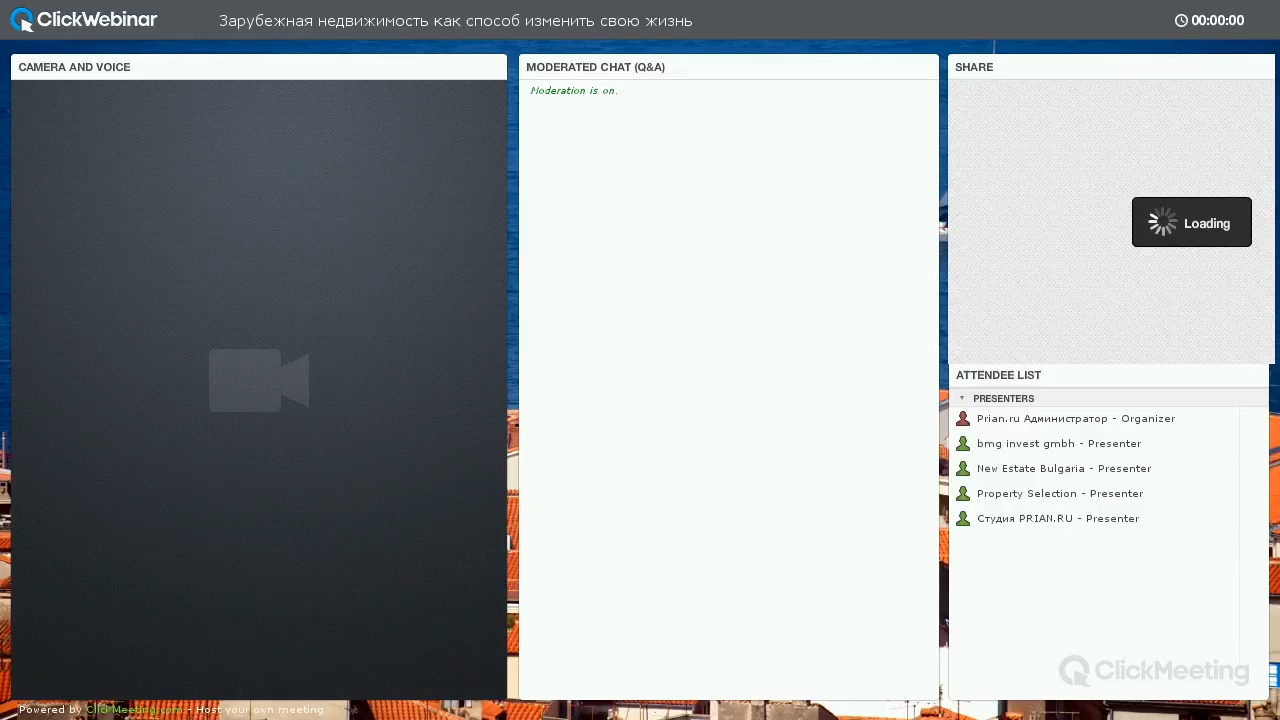 ClickWebinar
Зарубежная недвижимость как способ изменить свою жизнь
00:00:00
CAMERA AND VOICE
MODERATED CHAT (Q&A)
Moderation is on.
SHARE
Loading
ATTENDEE LIST
PRESENTERS
Prian.ru Администратор - Organizer
bmg invest gmbh - Presenter
New Estate Bulgaria - Presenter
Property Selection - Presenter
Студия PRIAN.RU - Presenter
ClickMeeting
Powered by ClickMeeting.com - Host your own meeting